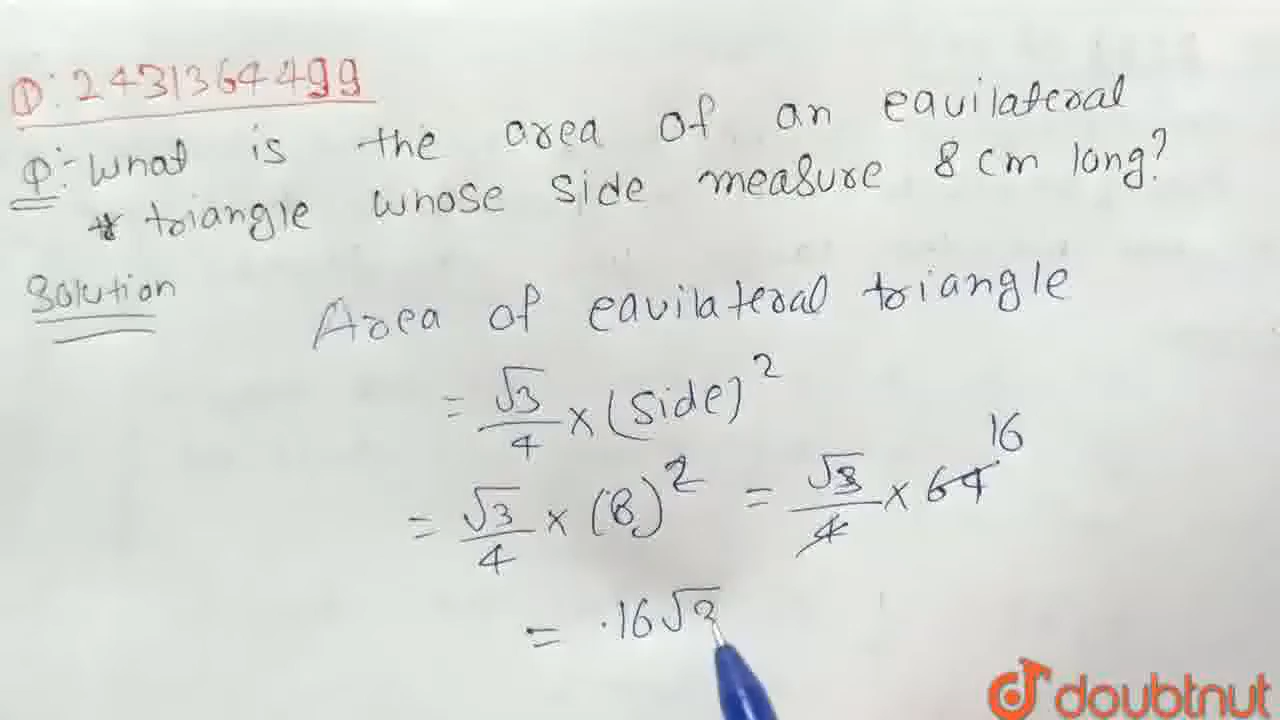 ①: 2431364499
Q:- What is the area of an equilateral
triangle whose side measure 8 cm long?
Solution
Area of equilateral triangle
= √3/4 × (side)²
= √3/4 × (8)² = √3/4 × 64 16
= .16√3
doubtnut